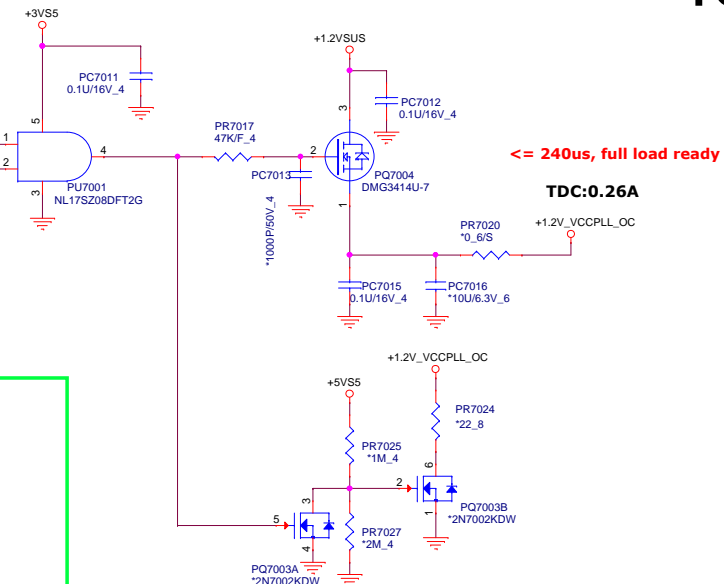 +3VS5
PC7011
0.1U/16V_4
5
1
2
4
3
PU7001
NL17SZ08DFT2G
PR7017
47K/F_4
PC7013
*1000P/50V_4
+1.2VSUS
3
PC7012
0.1U/16V_4
2
PQ7004
DMG3414U-7
1
<= 240us, full load ready
TDC:0.26A
+1.2V_VCCPLL_OC
PR7020
*0_6/S
PC7015
0.1U/16V_4
PC7016
*10U/6.3V_6
+1.2V_VCCPLL_OC
+5VS5
PR7024
*22_8
PR7025
*1M_4
6
2
1
PQ7003B
*2N7002KDW
3
5
4
PR7027
*2M_4
PQ7003A
*2N7002KDW